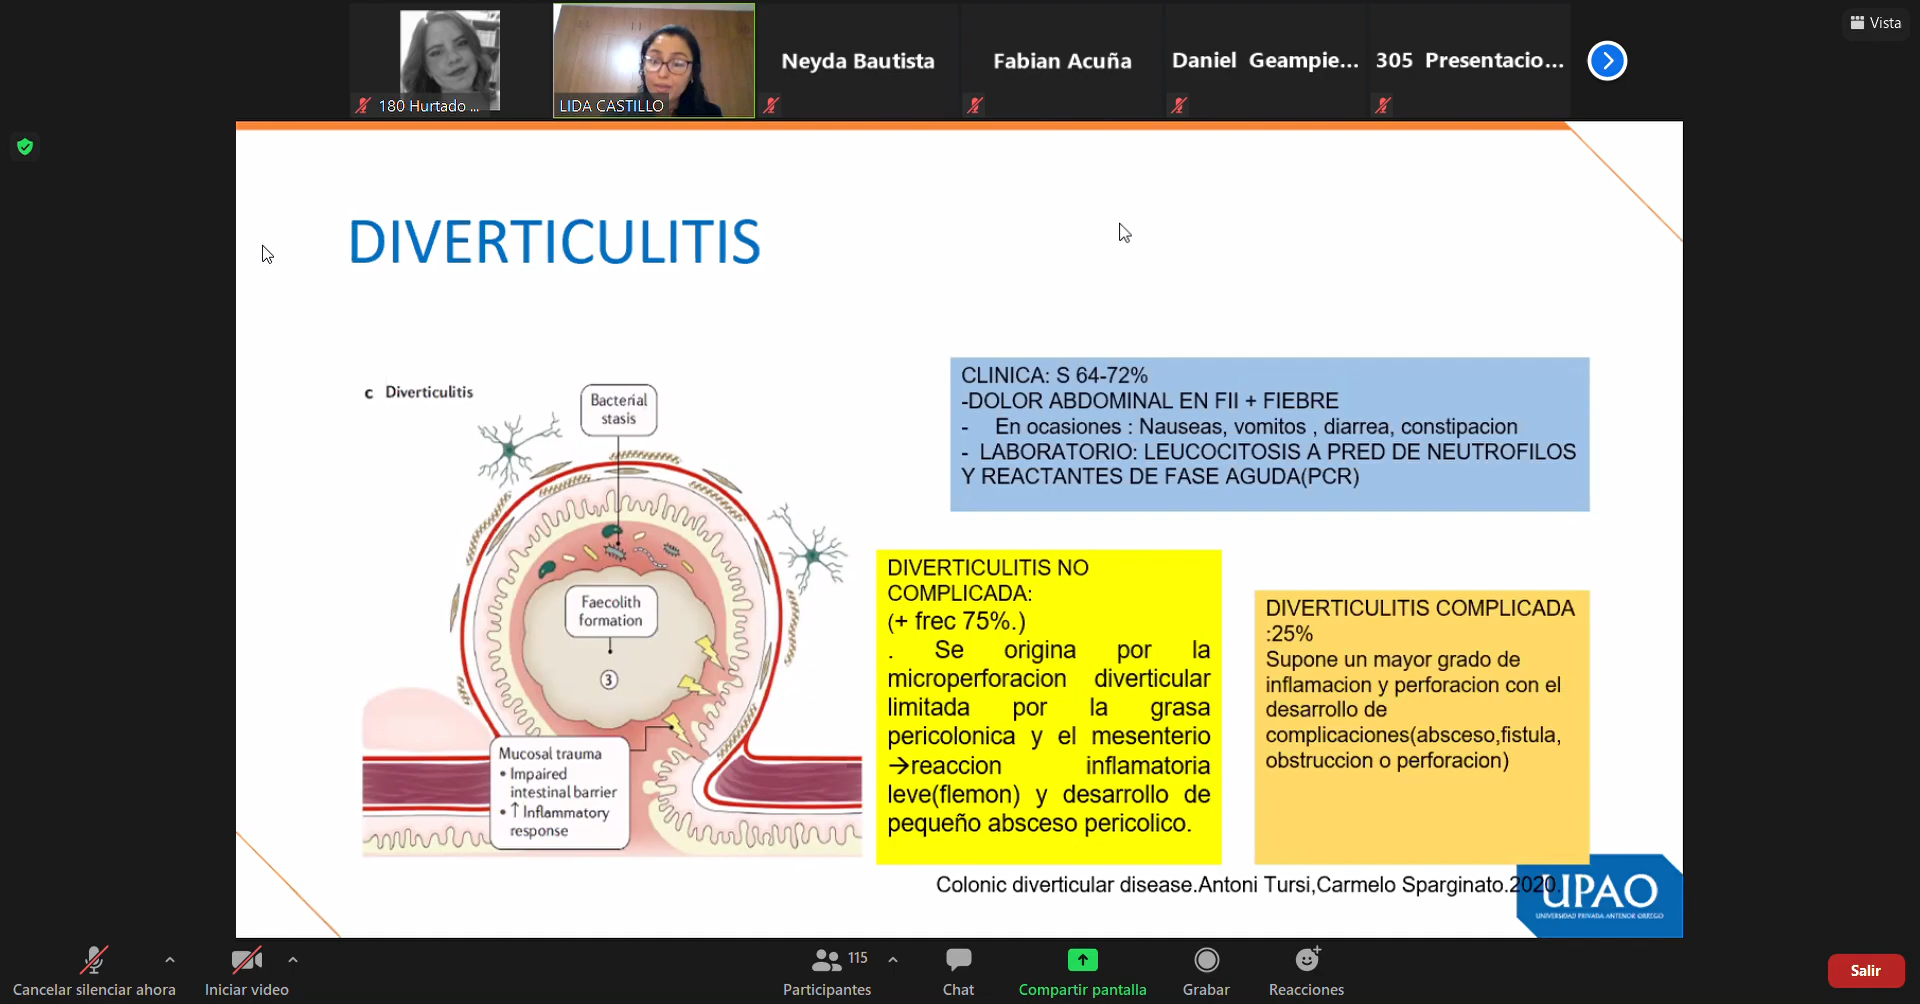 Vista
180 Hurtado ...
LIDA CASTILLO
Neyda Bautista
Fabian Acuña
Daniel Geampie...
305 Presentacio...
DIVERTICULITIS
c Diverticulitis
Bacterial
stasis
Faecolith
formation
3
Mucosal trauma
• Impaired
intestinal barrier
• ↑ Inflammatory
response
CLINICA: S 64-72%
-DOLOR ABDOMINAL EN FII + FIEBRE
- En ocasiones : Nauseas, vomitos , diarrea, constipacion
- LABORATORIO: LEUCOCITOSIS A PRED DE NEUTROFILOS
Y REACTANTES DE FASE AGUDA(PCR)
DIVERTICULITIS NO
COMPLICADA:
(+ frec 75%.)
. Se origina por la
microperforacion diverticular
limitada por la grasa
pericolonica y el mesenterio
→reaccion inflamatoria
leve(flemon) y desarrollo de
pequeño absceso pericolico.
DIVERTICULITIS COMPLICADA
:25%
Supone un mayor grado de
inflamacion y perforacion con el
desarrollo de
complicaciones(absceso,fistula,
obstruccion o perforacion)
Colonic diverticular disease.Antoni Tursi,Carmelo Sparginato.2020.
UPAO
UNIVERSIDAD PRIVADA ANTENOR ORREGO
Cancelar silenciar ahora
Iniciar video
115
Participantes
Chat
Compartir pantalla
Grabar
Reacciones
Salir